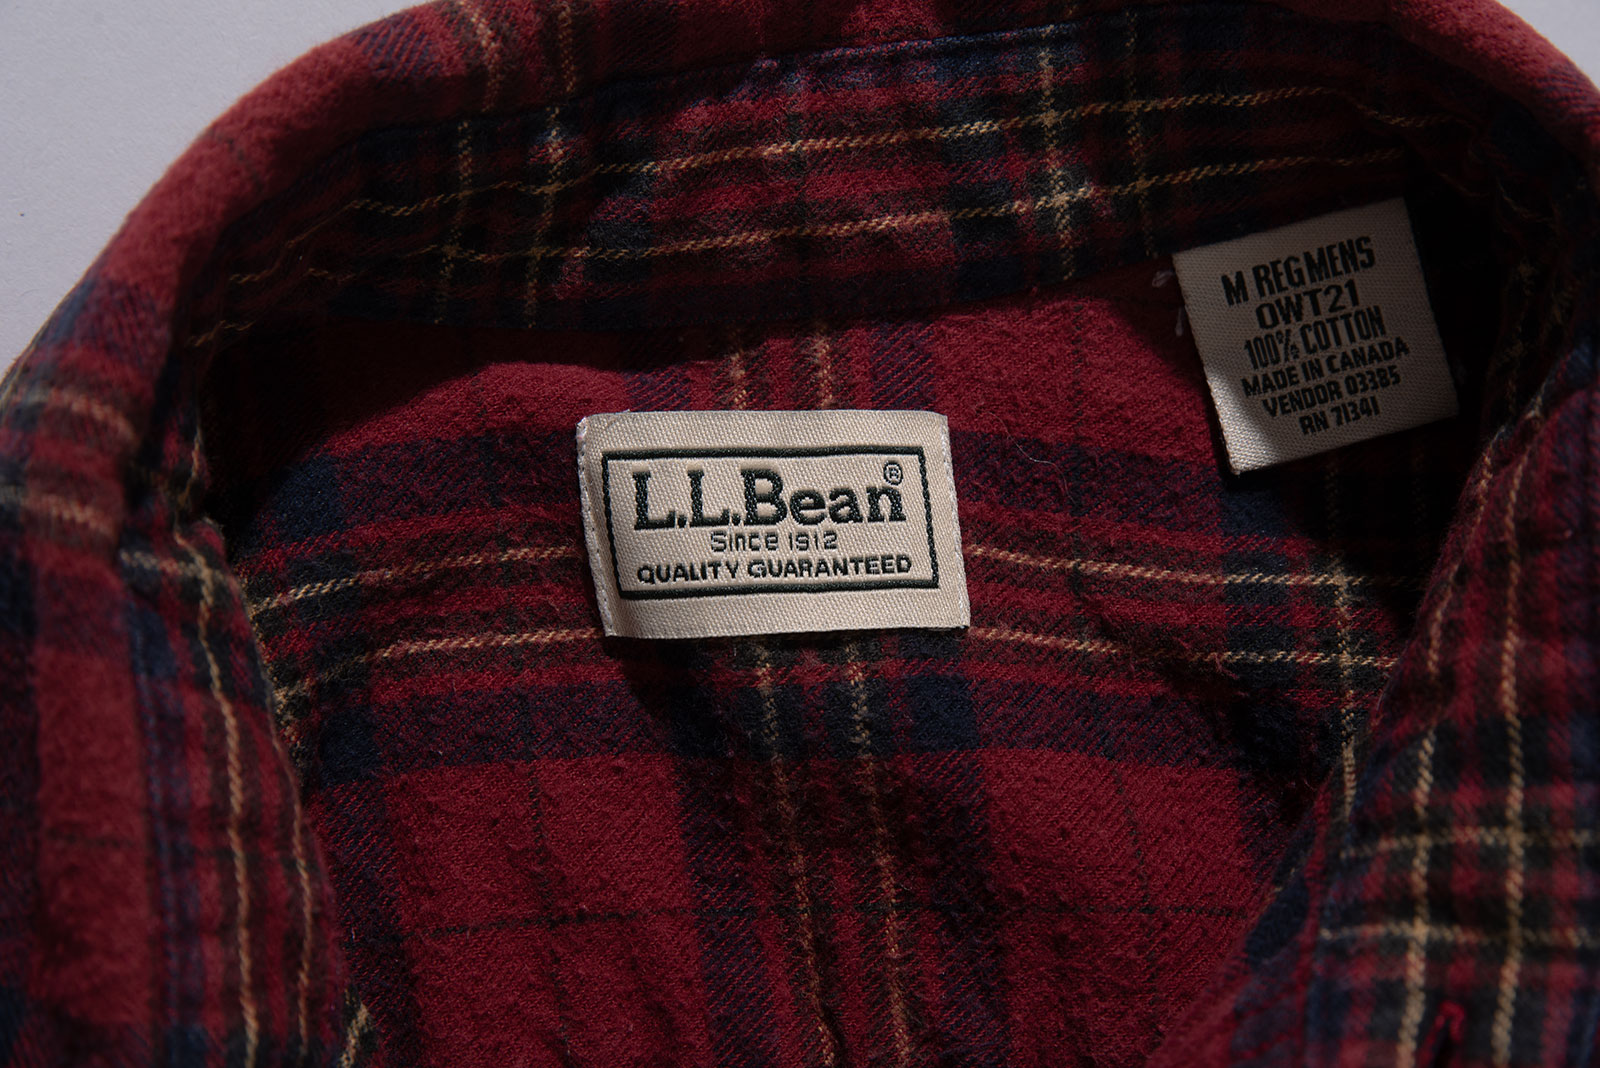 L.L.Bean®
Since 1912
QUALITY GUARANTEED
M REG MENS
OWT21
100% COTTON
MADE IN CANADA
VENDOR 03385
RN 71341